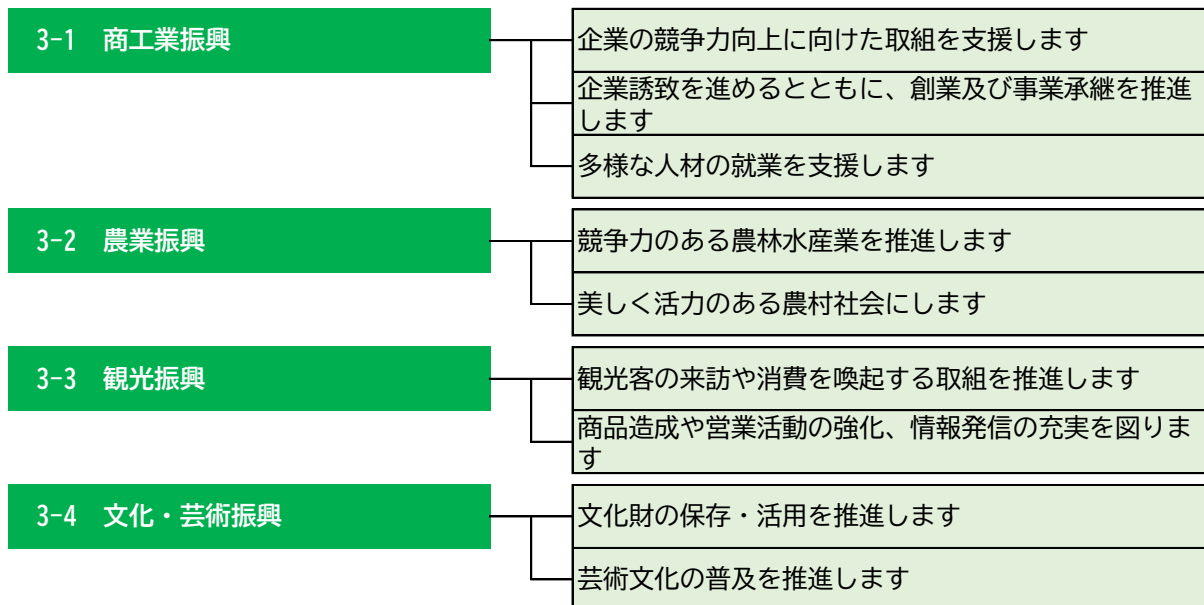 3-1 商工業振興
企業の競争力向上に向けた取組を支援します
企業誘致を進めるとともに、創業及び事業承継を推進
します
多様な人材の就業を支援します
3-2 農業振興
競争力のある農林水産業を推進します
美しく活力のある農村社会にします
3-3 観光振興
観光客の来訪や消費を喚起する取組を推進します
商品造成や営業活動の強化、情報発信の充実を図りま
す
3-4 文化・芸術振興
文化財の保存・活用を推進します
芸術文化の普及を推進します